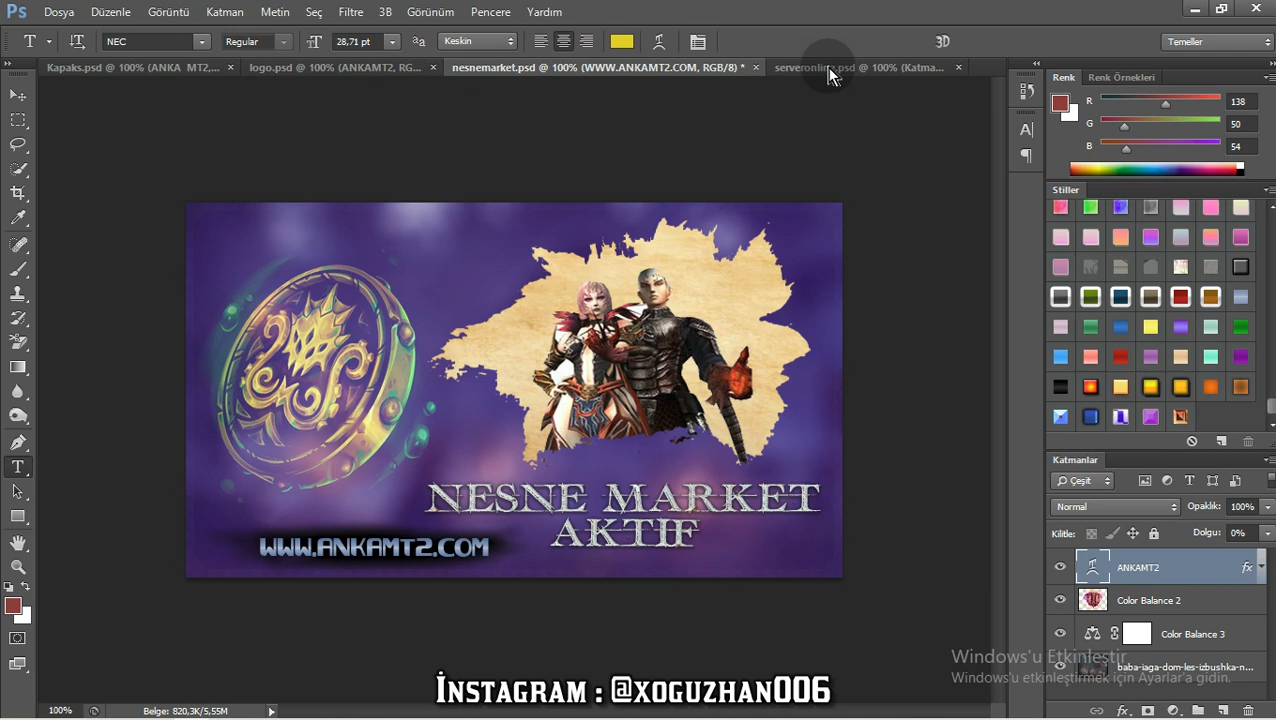 Ps Dosya Düzenle Görüntü Katman Metin Seç Filtre 3B Görünüm Pencere Yardım
T NEC Regular 28,71 pt aa Keskin 3D Temeller
Kapaks.psd @ 100% (ANKA MT2,... × logo.psd @ 100% (ANKAMT2, RG... × nesnemarket.psd @ 100% (WWW.ANKAMT2.COM, RGB/8) * × serveronline.psd @ 100% (Katma... ×
Renk Renk Örnekleri
R 138
G 50
B 54
Stiller
NESNE MARKET
AKTIF
WWW.ANKAMT2.COM
Katmanlar
Çeşit
Normal Opaklık: 100%
Kilitle: Dolgu: 0%
ANKAMT2 fx
Color Balance 2
Color Balance 3
baba-iaga-dom-les-izbushka-n...
Windows'u Etkinleştir
Windows'u etkinleştirmek için Ayarlar'a gidin.
İnstagram : @xoguzhan006
100% Belge: 820,3K/5,55M